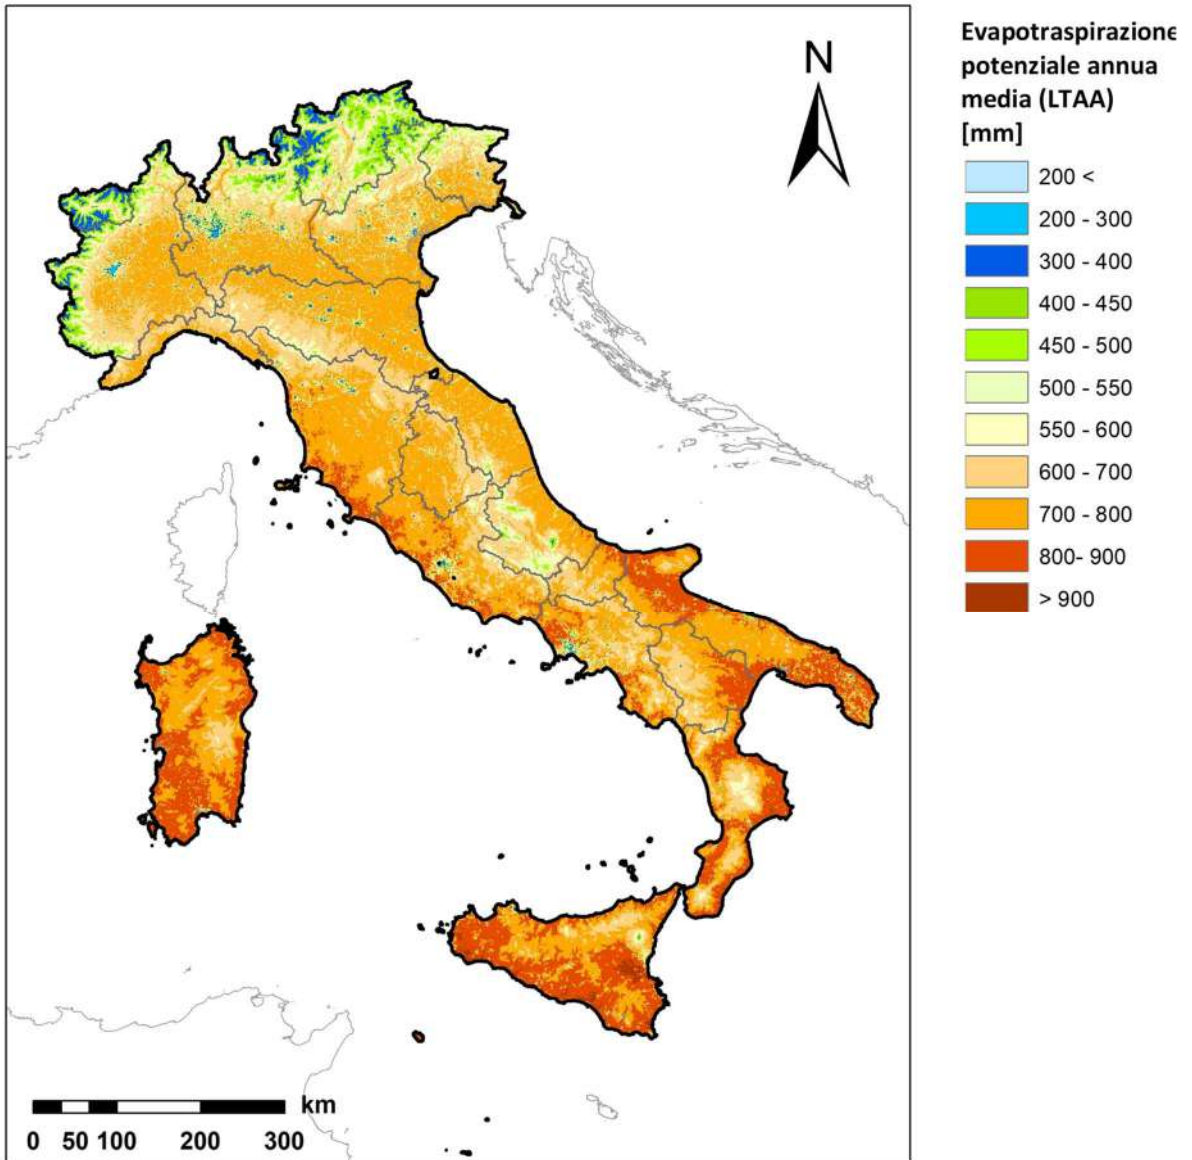 N
Evapotraspirazione
potenziale annua
media (LTAA)
[mm]
200 <
200 - 300
300 - 400
400 - 450
450 - 500
500 - 550
550 - 600
600 - 700
700 - 800
800- 900
> 900
km
0 50 100 200 300